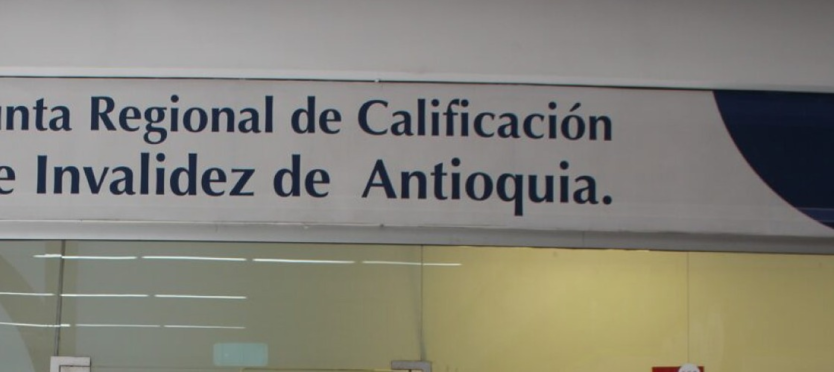 unta Regional de Calificación
e Invalidez de Antioquia.